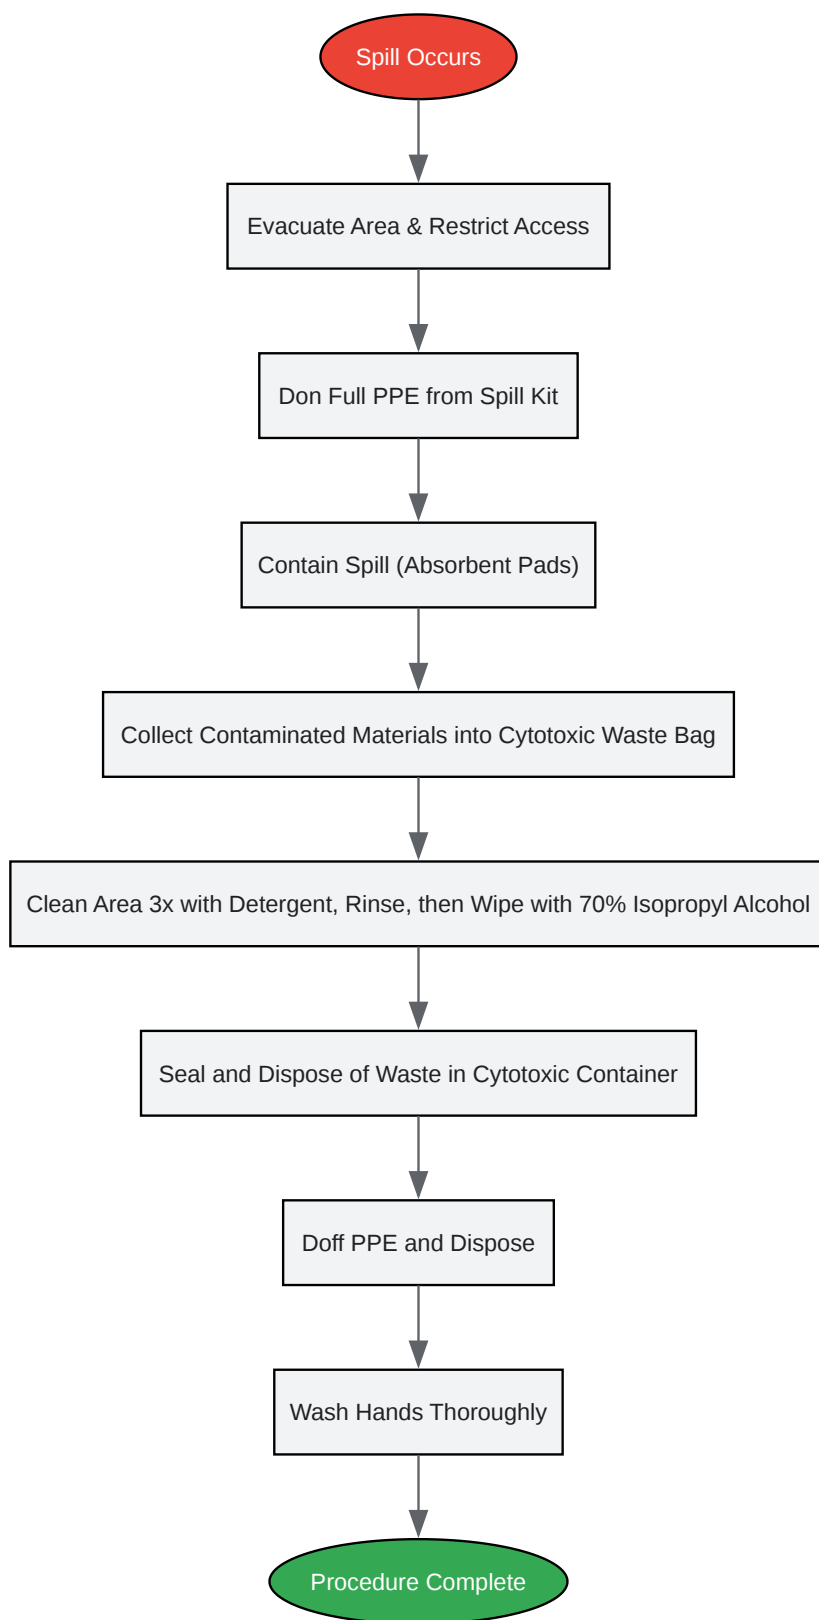 Spill Occurs
Evacuate Area & Restrict Access
Don Full PPE from Spill Kit
Contain Spill (Absorbent Pads)
Collect Contaminated Materials into Cytotoxic Waste Bag
Clean Area 3x with Detergent, Rinse, then Wipe with 70% Isopropyl Alcohol
Seal and Dispose of Waste in Cytotoxic Container
Doff PPE and Dispose
Wash Hands Thoroughly
Procedure Complete